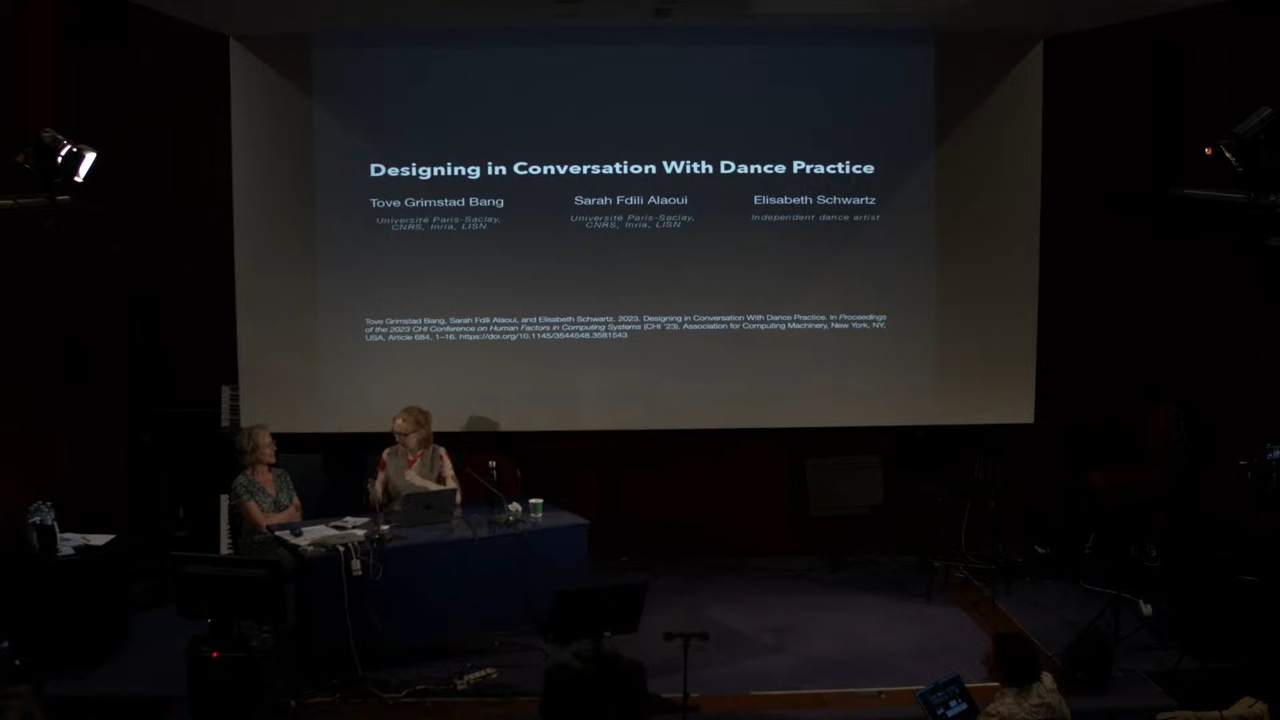 Designing in Conversation With Dance Practice
Tove Grimstad Bang
Sarah Fdili Alaoui
Elisabeth Schwartz
Université Paris-Saclay,
CNRS, Inria, LISN
Université Paris-Saclay,
CNRS, Inria, LISN
Independent dance artist
Tove Grimstad Bang, Sarah Fdili Alaoui, and Elisabeth Schwartz. 2023. Designing in Conversation With Dance Practice. In Proceedings
of the 2023 CHI Conference on Human Factors in Computing Systems (CHI '23). Association for Computing Machinery, New York, NY,
USA, Article 684, 1–16. https://doi.org/10.1145/3544548.3581543